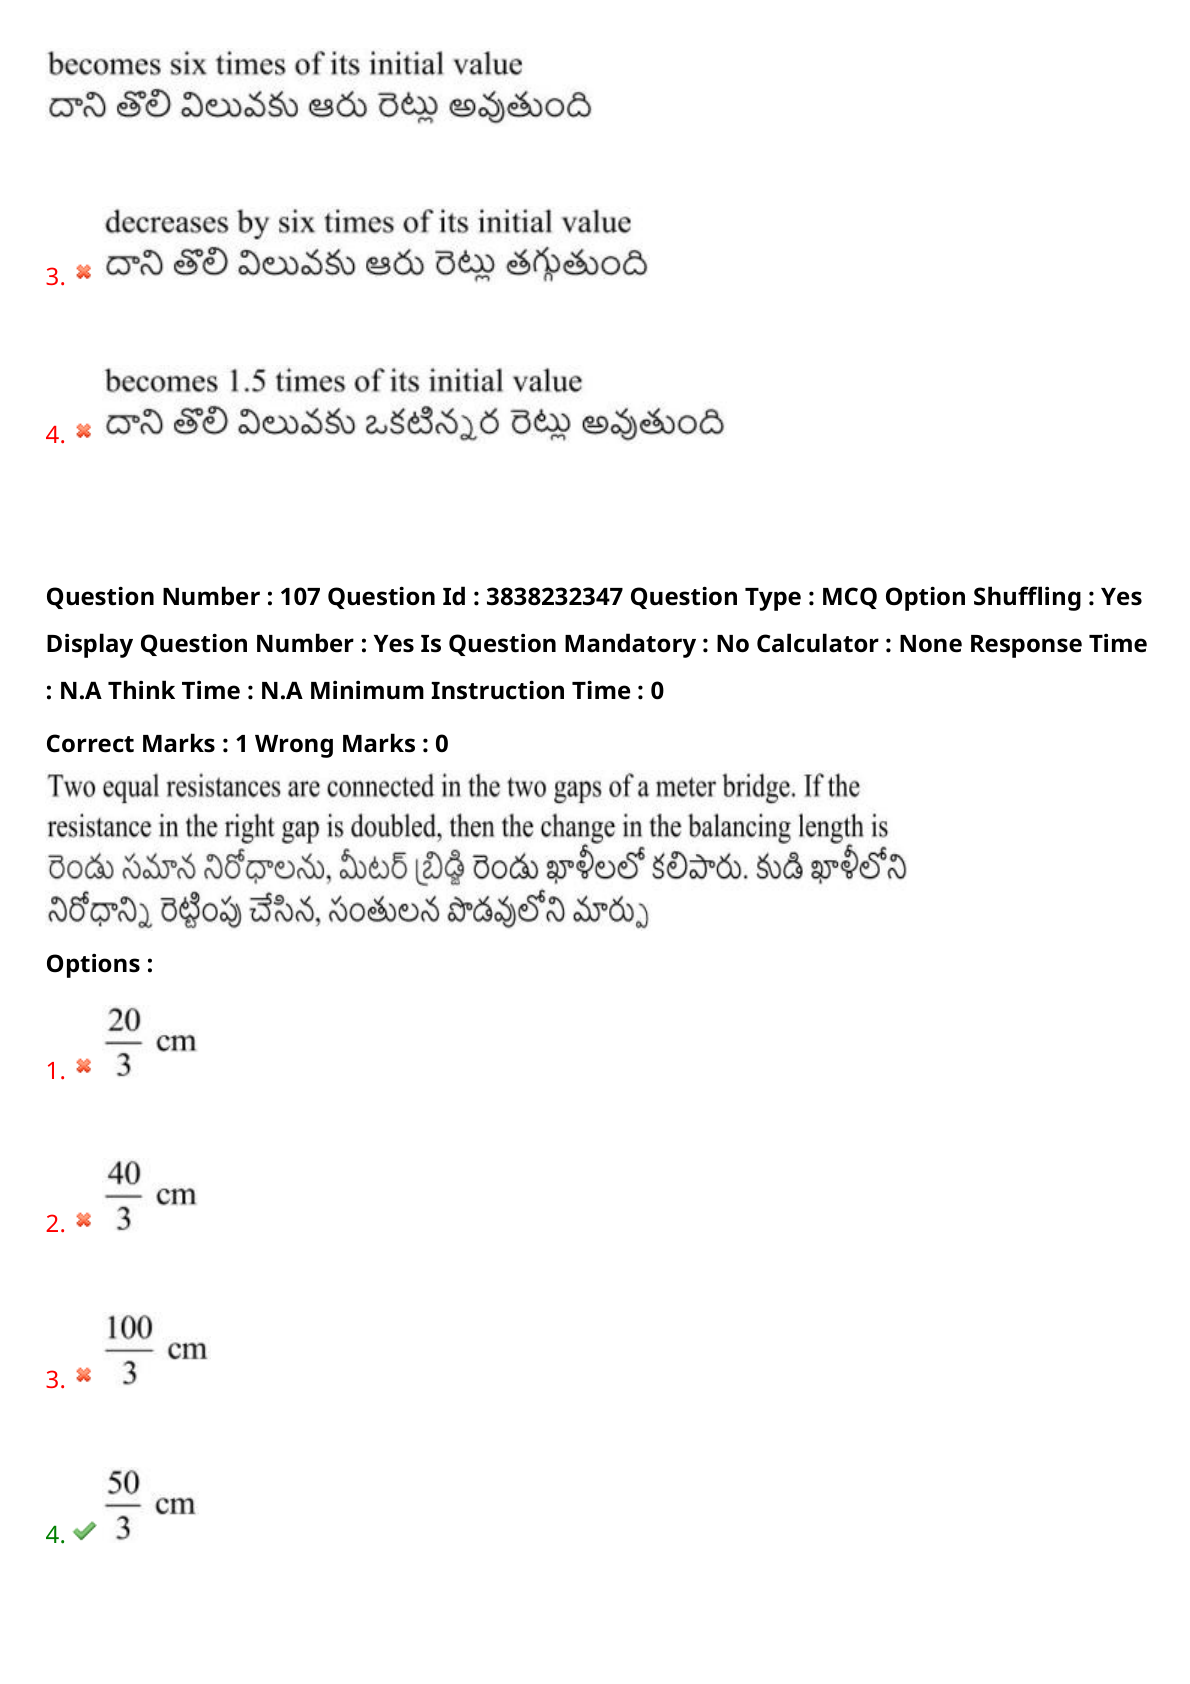 becomes six times of its initial value
దాని తొలి విలువకు ఆరు రెట్లు అవుతుంది
decreases by six times of its initial value
3. దాని తొలి విలువకు ఆరు రెట్లు తగ్గుతుంది
becomes 1.5 times of its initial value
4. దాని తొలి విలువకు ఒకటిన్నర రెట్లు అవుతుంది
Question Number : 107 Question Id : 3838232347 Question Type : MCQ Option Shuffling : Yes
Display Question Number : Yes Is Question Mandatory : No Calculator : None Response Time
: N.A Think Time : N.A Minimum Instruction Time : 0
Correct Marks : 1 Wrong Marks : 0
Two equal resistances are connected in the two gaps of a meter bridge. If the
resistance in the right gap is doubled, then the change in the balancing length is
రెండు సమాన నిరోధాలను, మీటర్ బ్రిడ్జి రెండు ఖాళీలలో కలిపారు. కుడి ఖాళీలోని
నిరోధాన్ని రెట్టింపు చేసిన, సంతులన పొడవులోని మార్పు
Options :
1. 20/3 cm
2. 40/3 cm
3. 100/3 cm
4. 50/3 cm